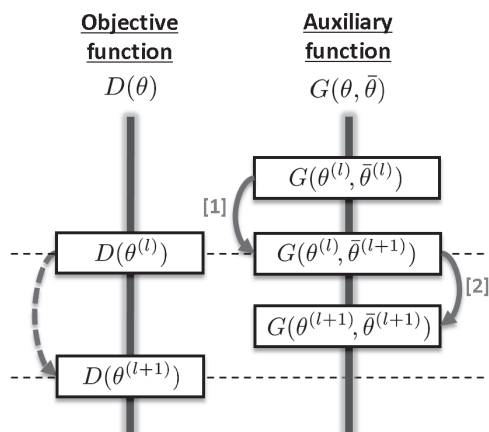 Objective
function
D(θ)
Auxiliary
function
G(θ, θ̄)
G(θ^{(l)}, θ̄^{(l)})
[1]
D(θ^{(l)})
G(θ^{(l)}, θ̄^{(l+1)})
[2]
G(θ^{(l+1)}, θ̄^{(l+1)})
D(θ^{(l+1)})